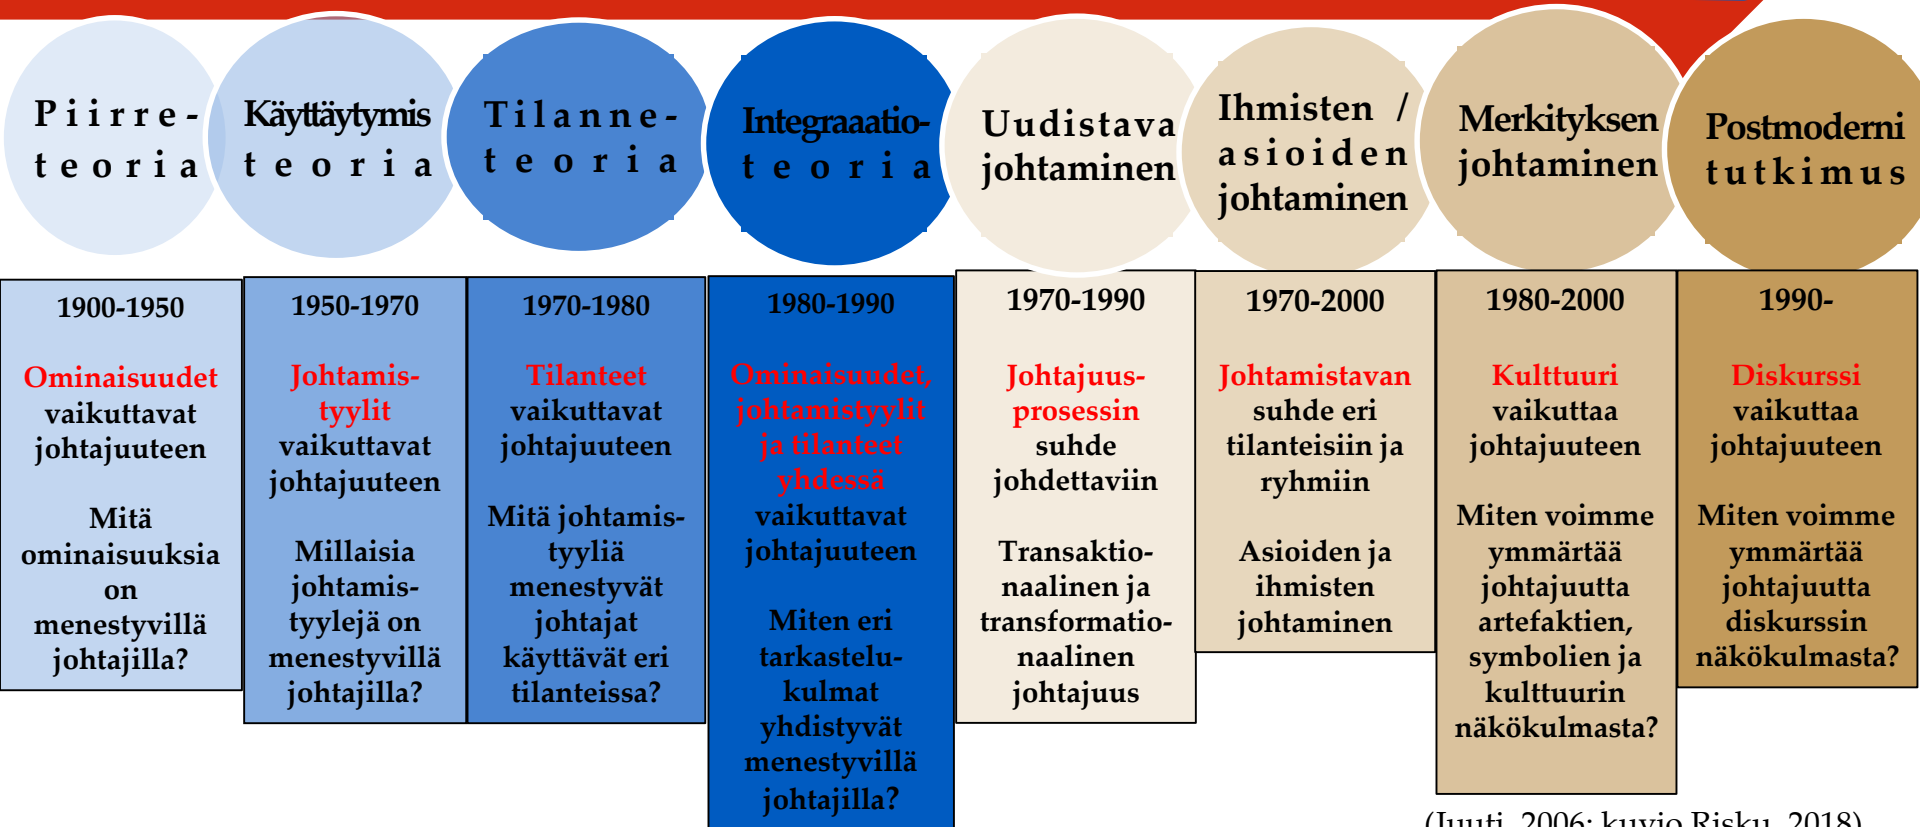 Piirre-
teoria
Käyttäytymis
teoria
Tilanne-
teoria
Integraaatio-
teoria
Uudistava
johtaminen
Ihmisten /
asioiden
johtaminen
Merkityksen
johtaminen
Postmoderni
tutkimus
1900-1950
Ominaisuudet
vaikuttavat
johtajuuteen
Mitä
ominaisuuksia
on
menestyvillä
johtajilla?
1950-1970
Johtamis-
tyylit
vaikuttavat
johtajuuteen
Millaisia
johtamis-
tyylejä on
menestyvillä
johtajilla?
1970-1980
Tilanteet
vaikuttavat
johtajuuteen
Mitä johtamis-
tyyliä
menestyvät
johtajat
käyttävät eri
tilanteissa?
1980-1990
Ominaisuudet,
johtamistyylit
ja tilanteet
yhdessä
vaikuttavat
johtajuuteen
Miten eri
tarkastelu-
kulmat
yhdistyvät
menestyvillä
johtajilla?
1970-1990
Johtajuus-
prosessin
suhde
johdettaviin
Transaktio-
naalinen ja
transformatio-
naalinen
johtajuus
1970-2000
Johtamistavan
suhde eri
tilanteisiin ja
ryhmiin
Asioiden ja
ihmisten
johtaminen
1980-2000
Kulttuuri
vaikuttaa
johtajuuteen
Miten voimme
ymmärtää
johtajuutta
artefaktien,
symbolien ja
kulttuurin
näkökulmasta?
1990-
Diskurssi
vaikuttaa
johtajuuteen
Miten voimme
ymmärtää
johtajuutta
diskurssin
näkökulmasta?
(Juuti, 2006; kuvio Risku, 2018)